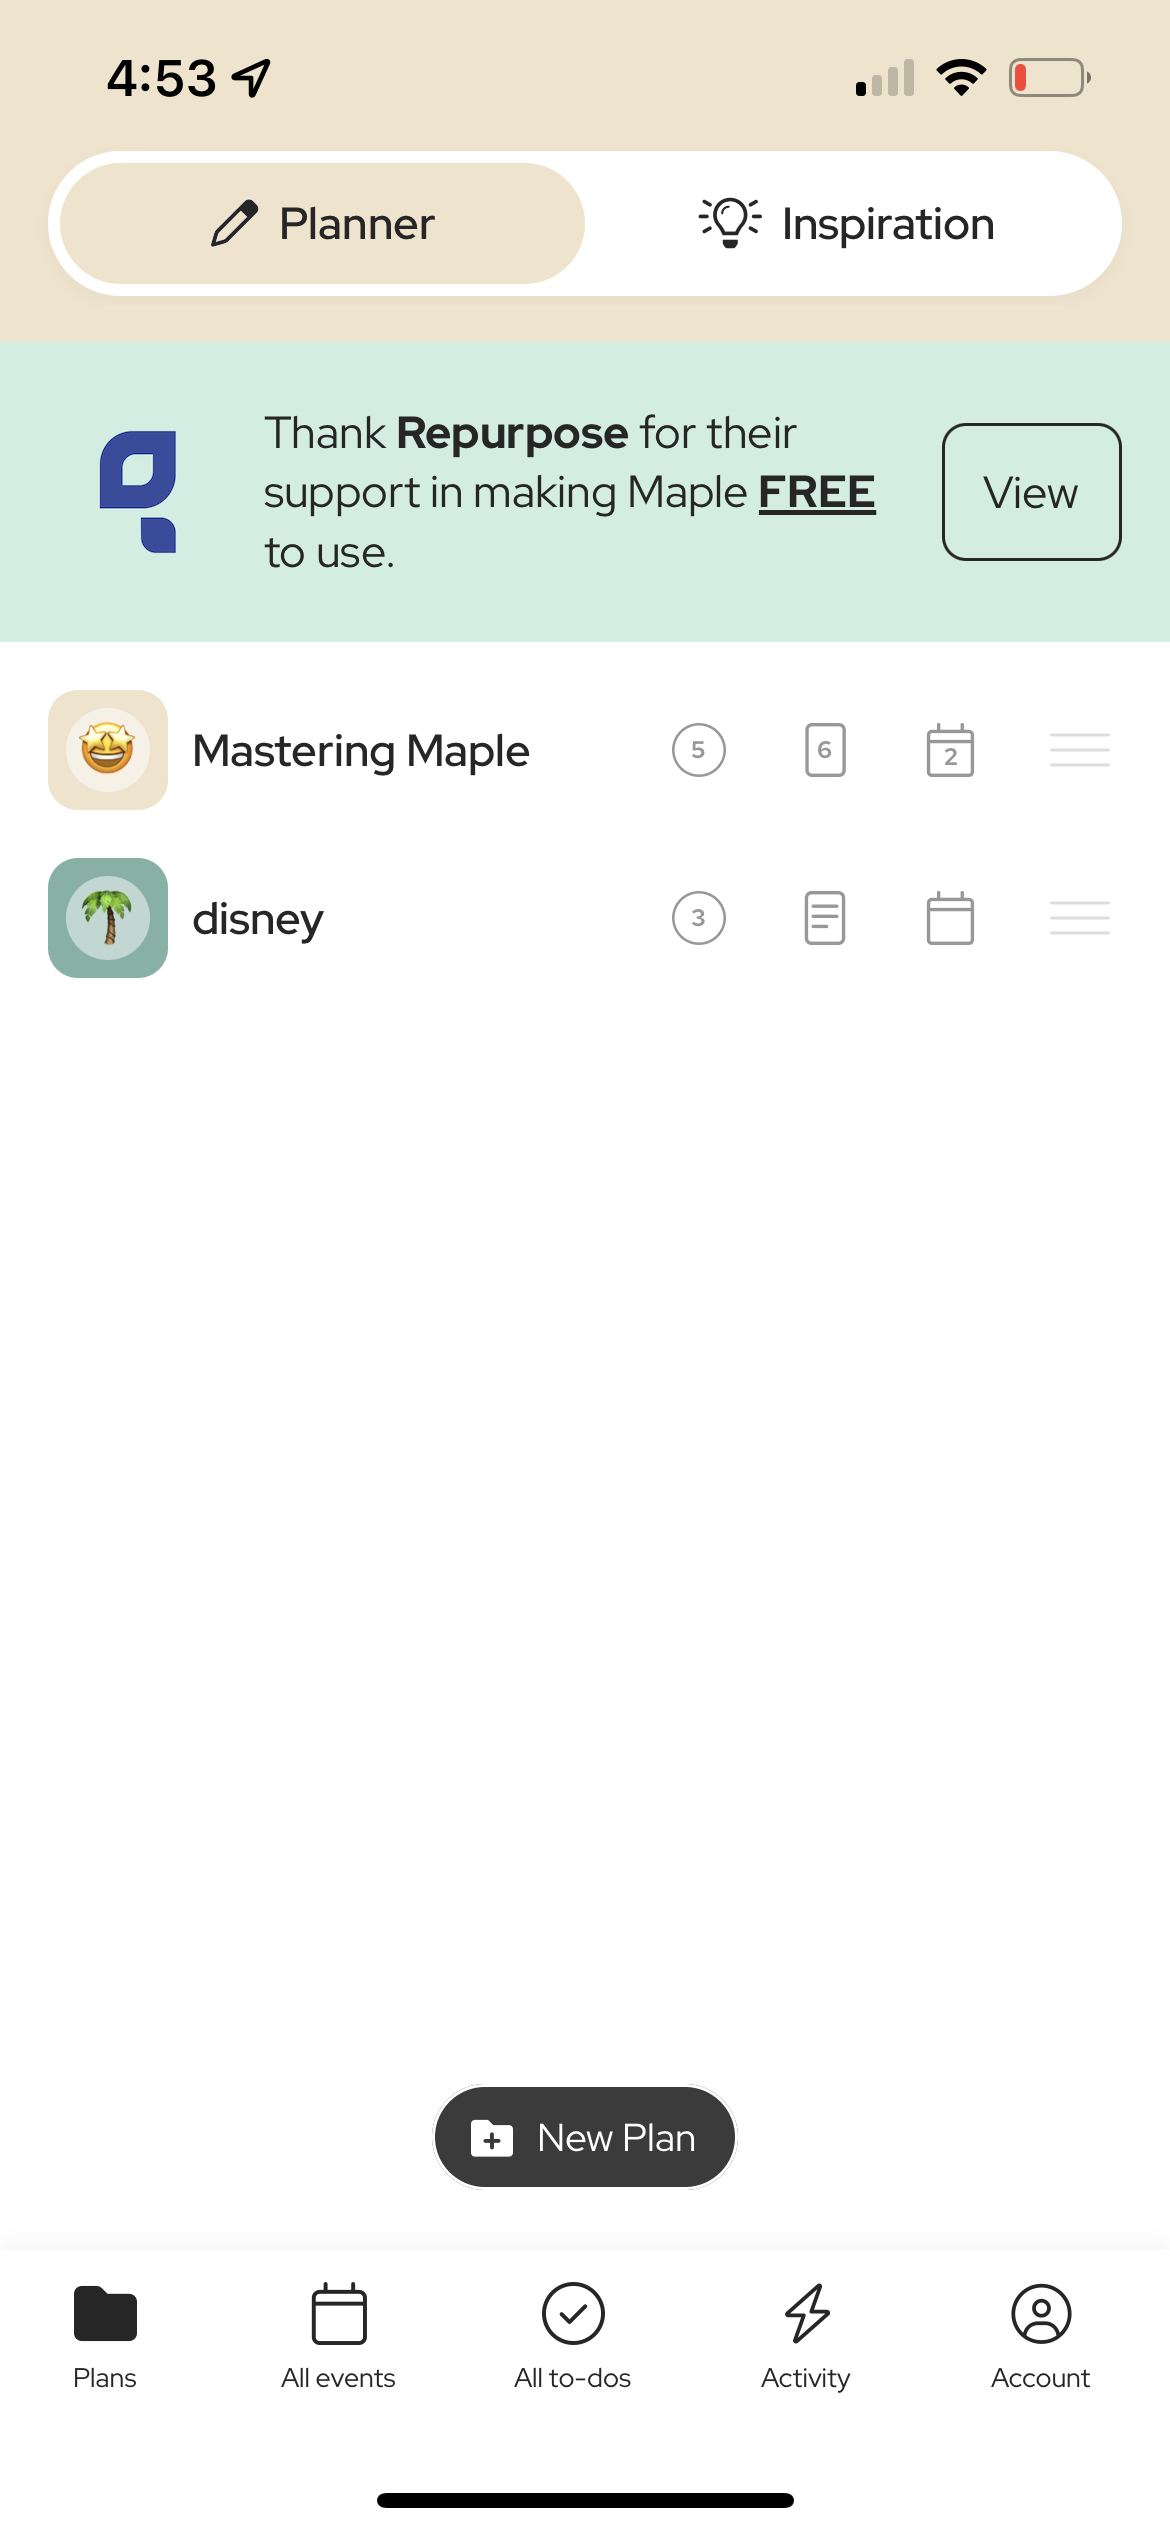 4:53
Planner
Inspiration
Thank Repurpose for their
support in making Maple FREE
to use.
View
Mastering Maple
5
6
2
disney
3
New Plan
Plans
All events
All to-dos
Activity
Account